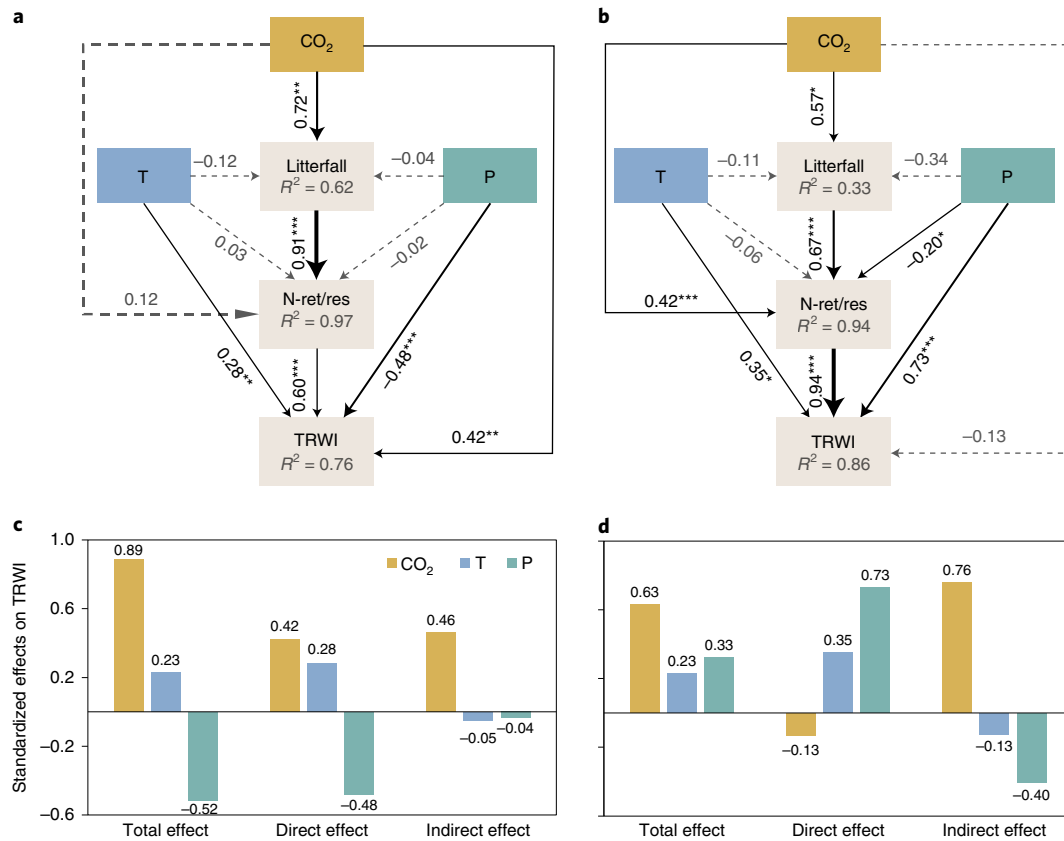 a
CO2
0.72**
–0.12
–0.04
T
Litterfall
R2 = 0.62
P
0.03
0.91***
–0.02
0.12
N-ret/res
R2 = 0.97
0.28**
0.60***
–0.48***
TRWI
R2 = 0.76
0.42**
b
CO2
0.57*
–0.11
–0.34
T
Litterfall
R2 = 0.33
P
–0.06
0.67***
–0.20*
0.42***
N-ret/res
R2 = 0.94
0.35*
0.94***
0.73***
TRWI
R2 = 0.86
–0.13
c
Standardized effects on TRWI
1.0
0.6
0.2
–0.2
–0.6
CO2 T P
0.89
0.23
–0.52
0.42
0.28
–0.48
0.46
–0.05
–0.04
Total effect Direct effect Indirect effect
d
0.63
0.23
0.33
–0.13
0.35
0.73
0.76
–0.13
–0.40
Total effect Direct effect Indirect effect